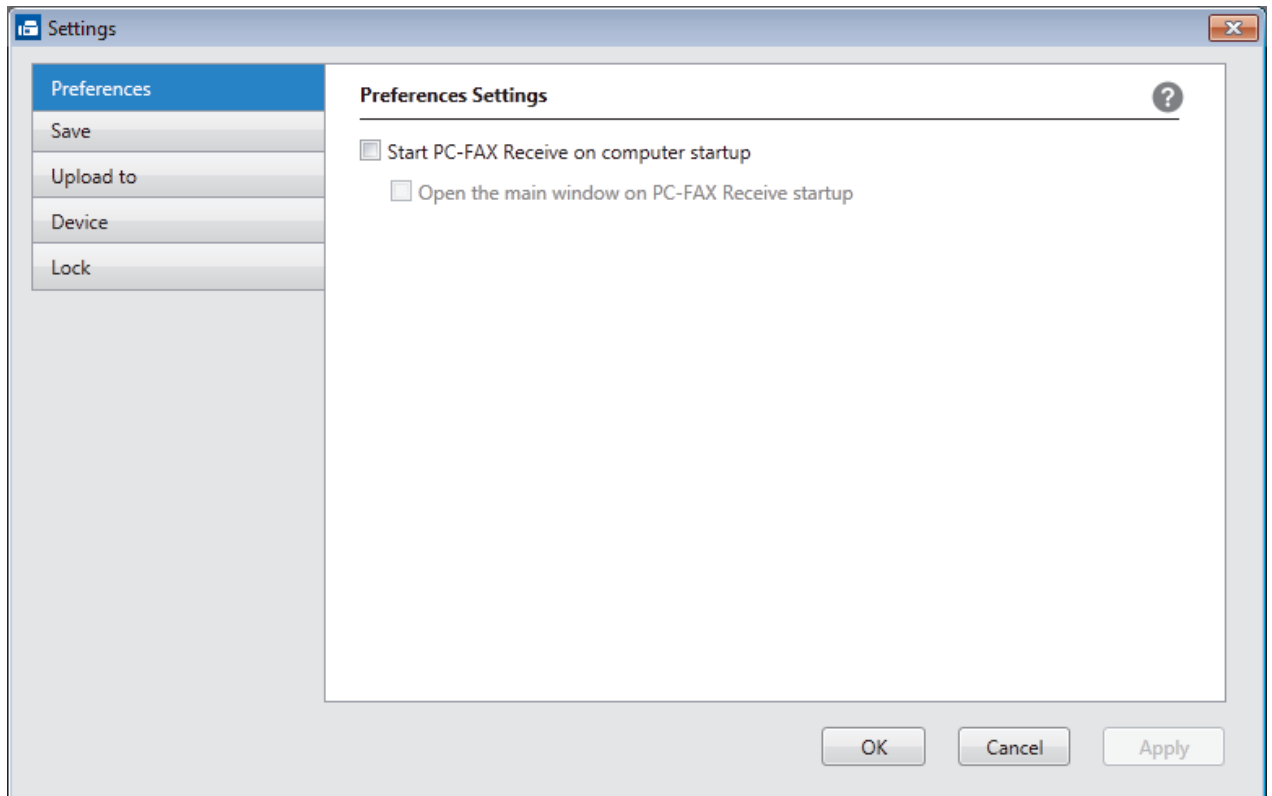 Settings
Preferences
Save
Upload to
Device
Lock
Preferences Settings
?
Start PC-FAX Receive on computer startup
Open the main window on PC-FAX Receive startup
OK
Cancel
Apply